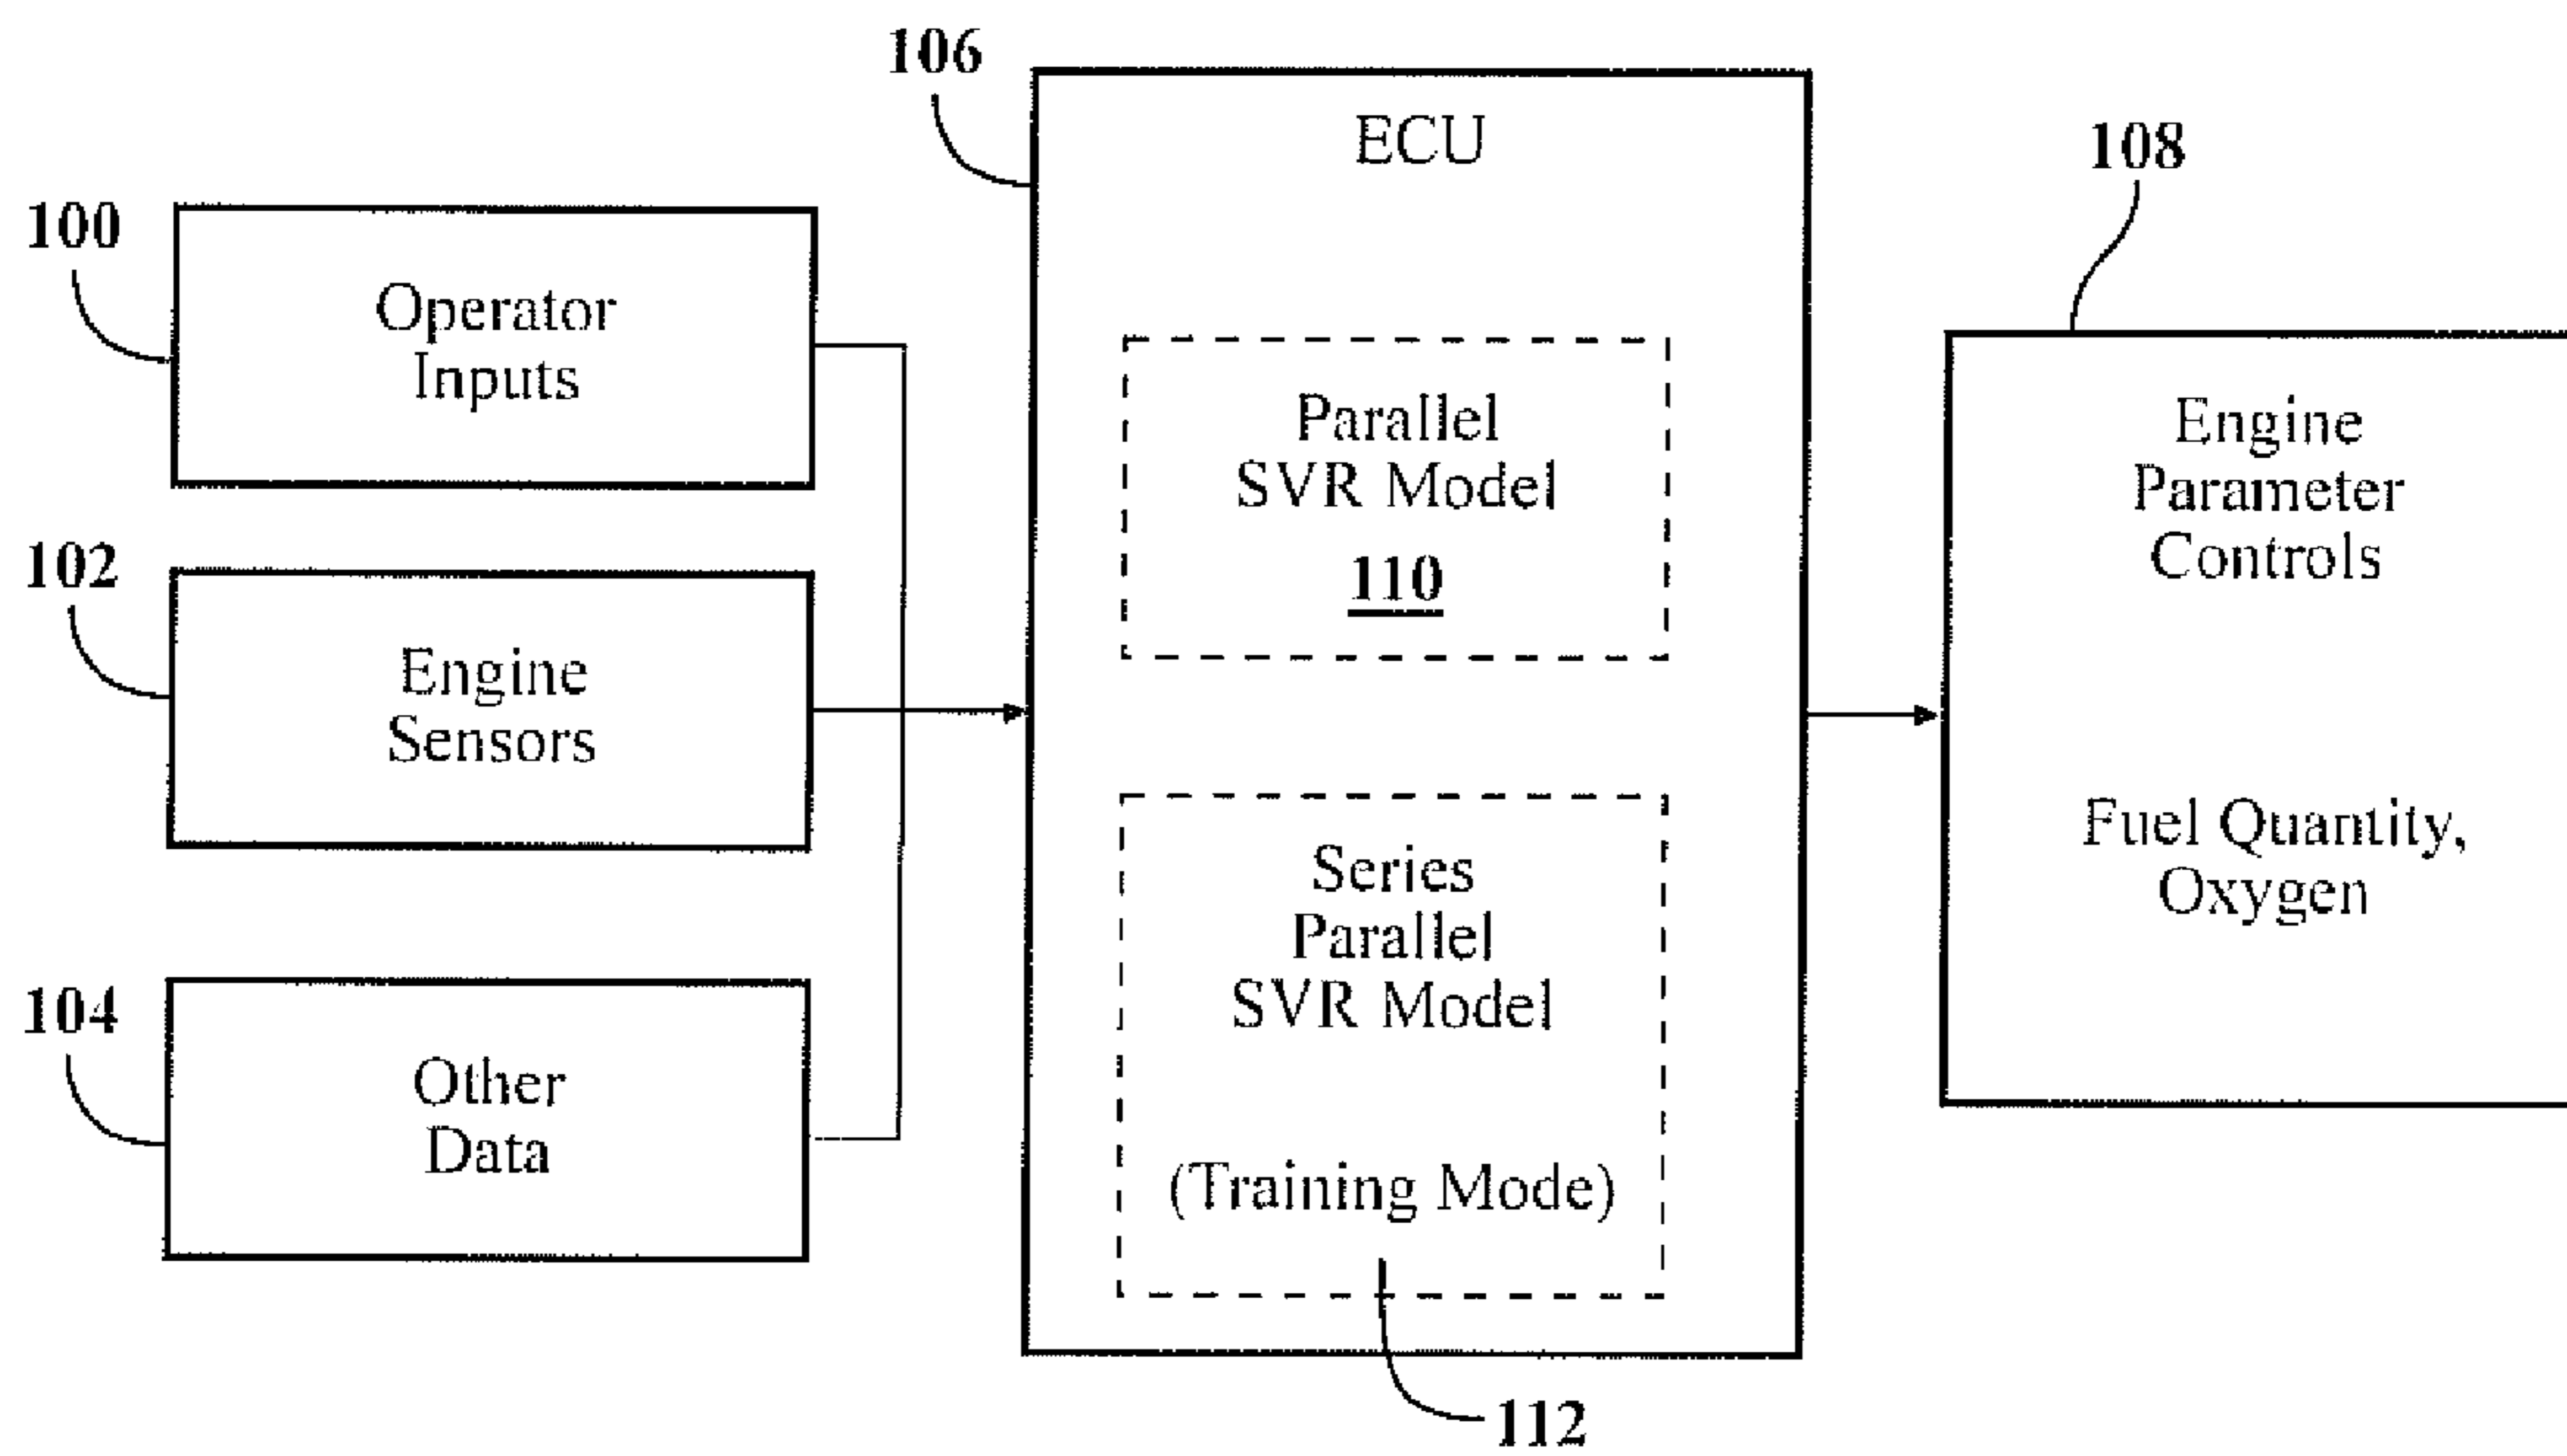 100
Operator
Inputs
102
Engine
Sensors
104
Other
Data
106
ECU
Parallel
SVR Model
110
Series
Parallel
SVR Model
(Training Mode)
112
108
Engine
Parameter
Controls
Fuel Quantity,
Oxygen